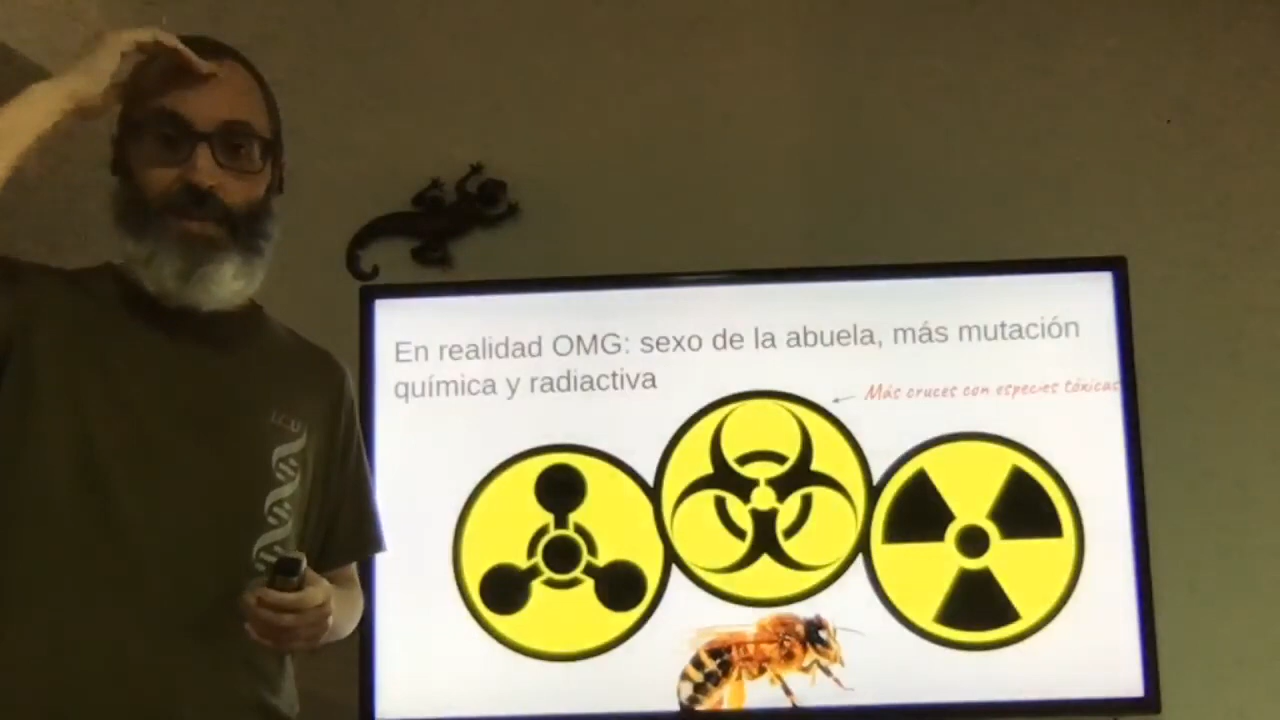 En realidad OMG: sexo de la abuela, más mutación
química y radiactiva
Más cruces con especies tóxicas